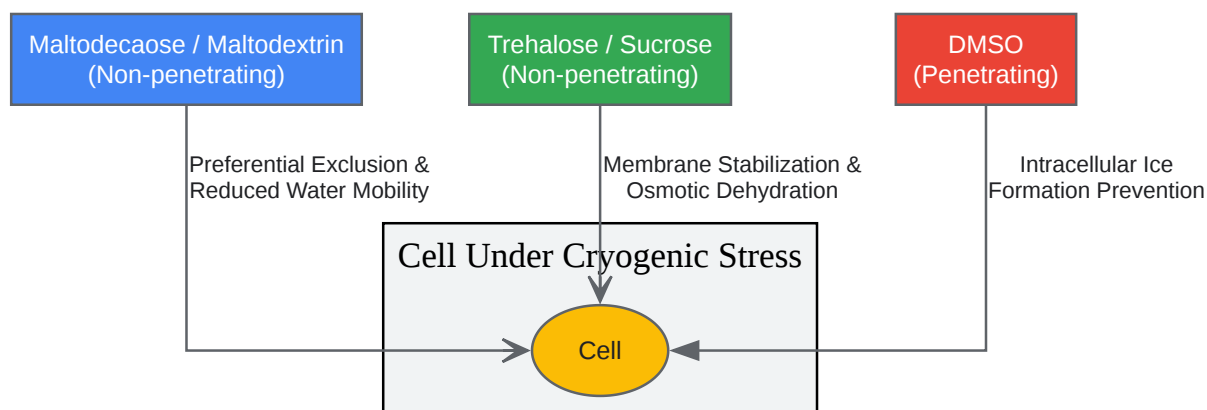 Maltodecaose / Maltodextrin
(Non-penetrating)
Trehalose / Sucrose
(Non-penetrating)
DMSO
(Penetrating)
Preferential Exclusion &
Reduced Water Mobility
Membrane Stabilization &
Osmotic Dehydration
Intracellular Ice
Formation Prevention
Cell Under Cryogenic Stress
Cell